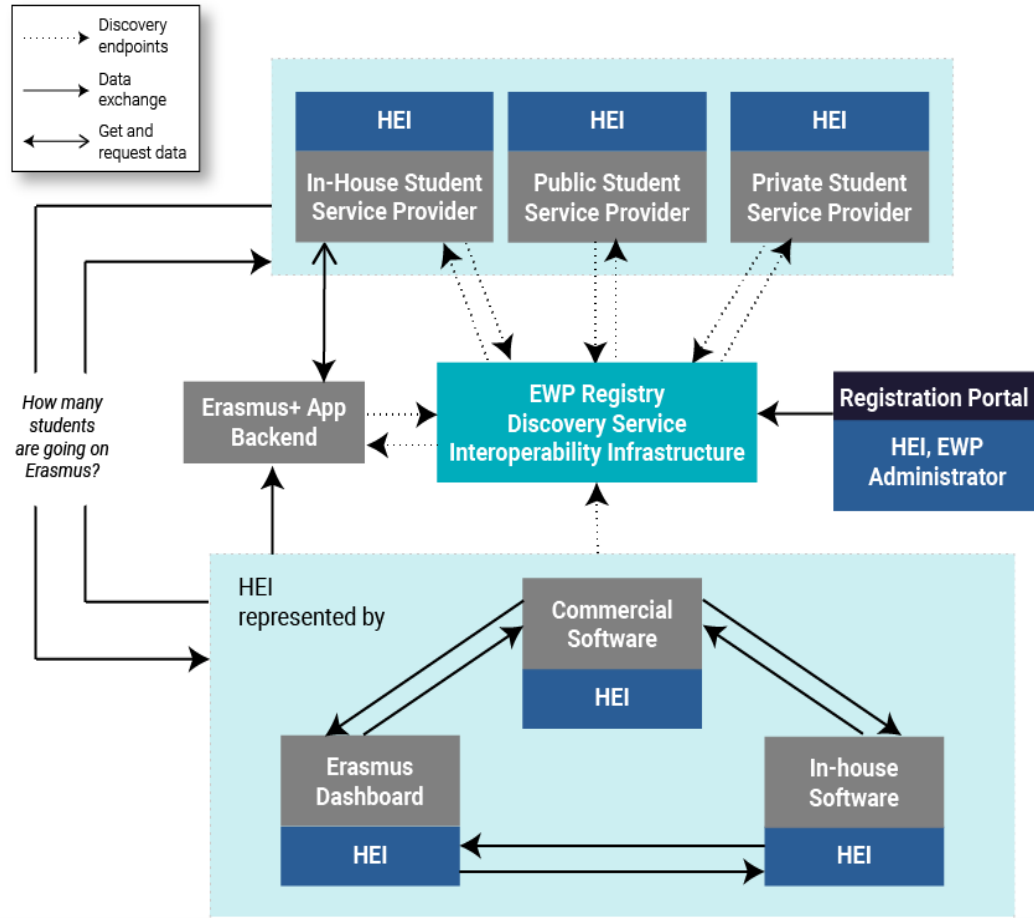 Discovery
endpoints
Data
exchange
Get and
request data
HEI
In-House Student
Service Provider
HEI
Public Student
Service Provider
HEI
Private Student
Service Provider
How many
students
are going on
Erasmus?
Erasmus+ App
Backend
EWP Registry
Discovery Service
Interoperability Infrastructure
Registration Portal
HEI, EWP
Administrator
HEI
represented by
Commercial
Software
HEI
Erasmus
Dashboard
HEI
In-house
Software
HEI